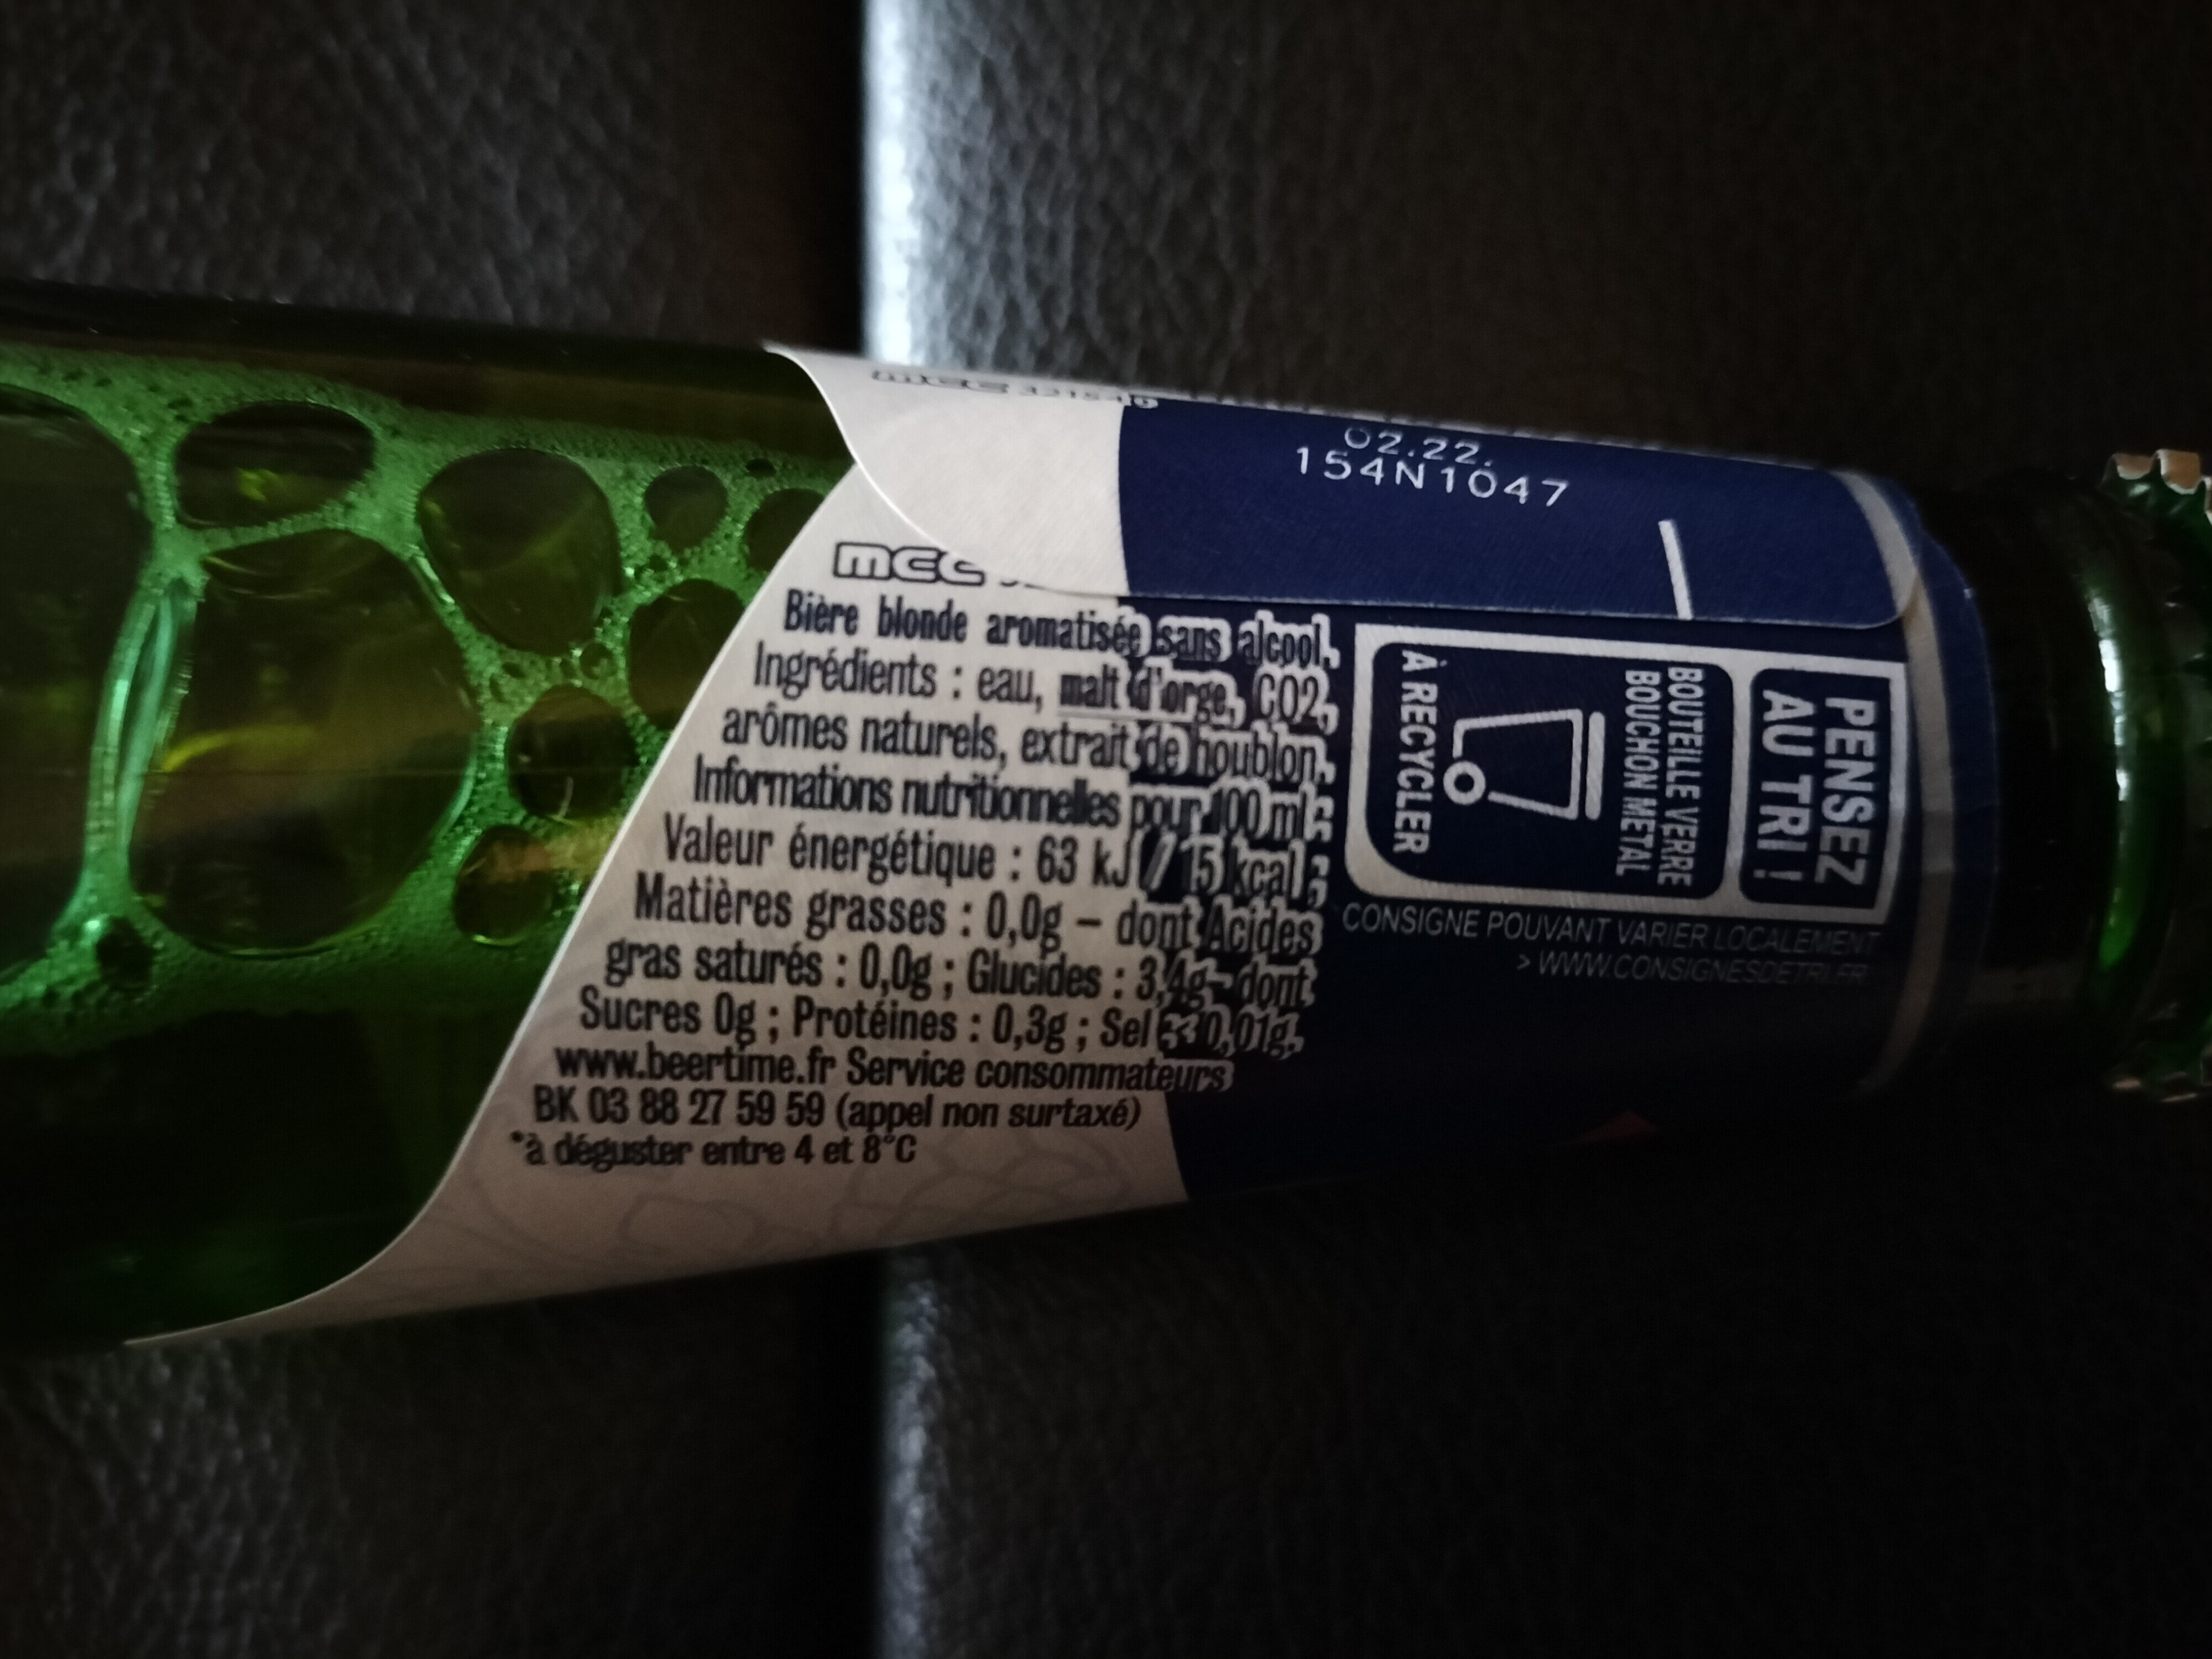 mcc
02.22.
154N1047
mcc
Bière blonde aromatisée sans alcool.
Ingrédients : eau, malt d'orge, CO2,
arômes naturels, extrait de houblon.
Informations nutritionnelles pour 100 ml :
Valeur énergétique : 63 kJ // 15 kcal ;
Matières grasses : 0,0g – dont Acides
gras saturés : 0,0g ; Glucides : 3,4g- dont
Sucres 0g ; Protéines : 0,3g ; Sel : < 0,01g.
www.beertime.fr Service consommateurs
BK 03 88 27 59 59 (appel non surtaxé)
*à déguster entre 4 et 8°C
PENSEZ
AU TRI !
BOUTEILLE VERRE
BOUCHON MÉTAL
À RECYCLER
CONSIGNE POUVANT VARIER LOCALEMENT
> WWW.CONSIGNESDETRI.FR